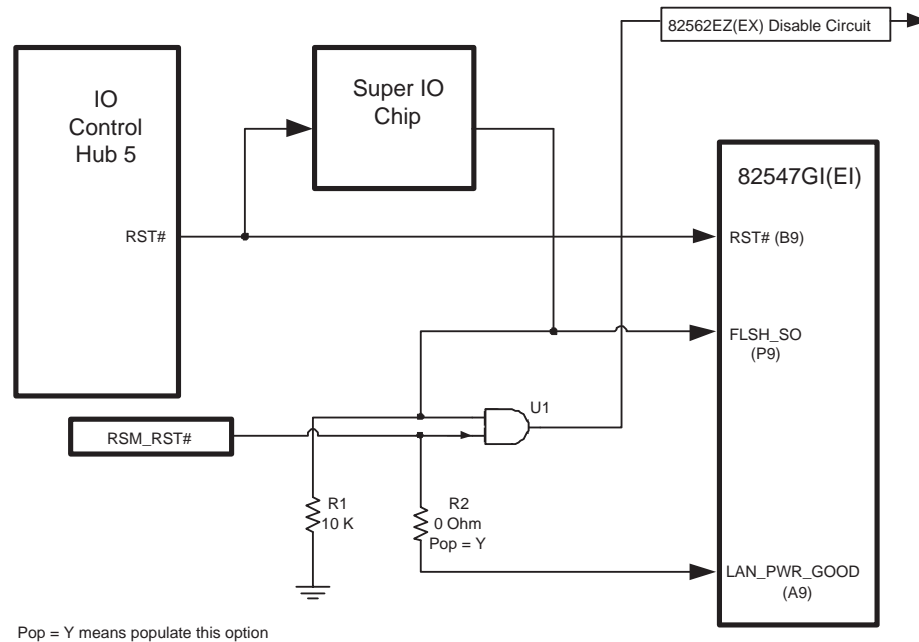 82562EZ(EX) Disable Circuit
IO
Control
Hub 5
Super IO
Chip
82547GI(EI)
RST#
RST# (B9)
FLSH_SO
(P9)
U1
RSM_RST#
R1
10 K
R2
0 Ohm
Pop = Y
LAN_PWR_GOOD
(A9)
Pop = Y means populate this option